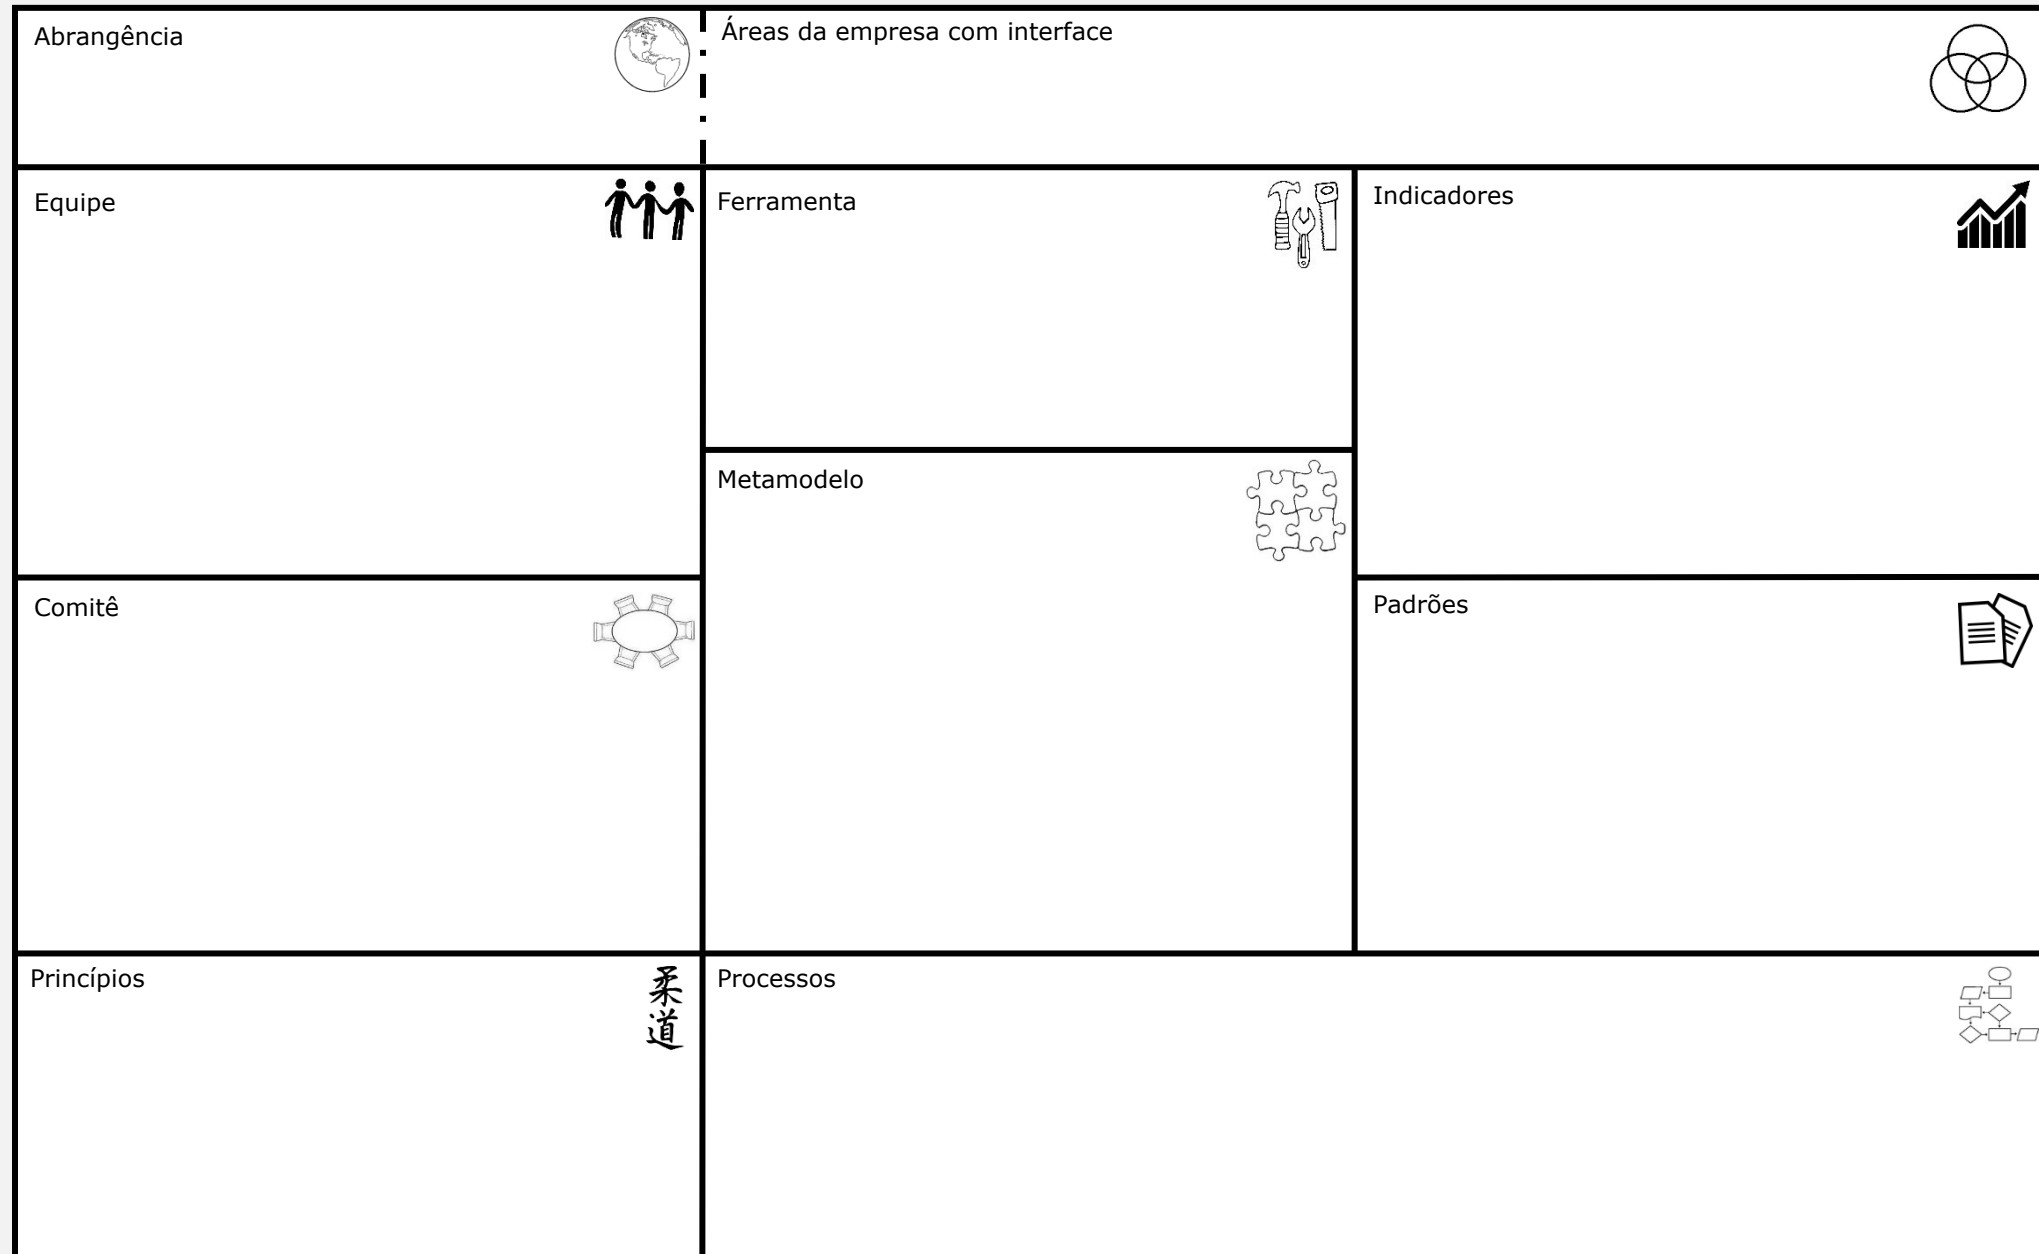 Abrangência
Áreas da empresa com interface
Equipe
Ferramenta
Indicadores
Metamodelo
Comitê
Padrões
Princípios
柔道
Processos